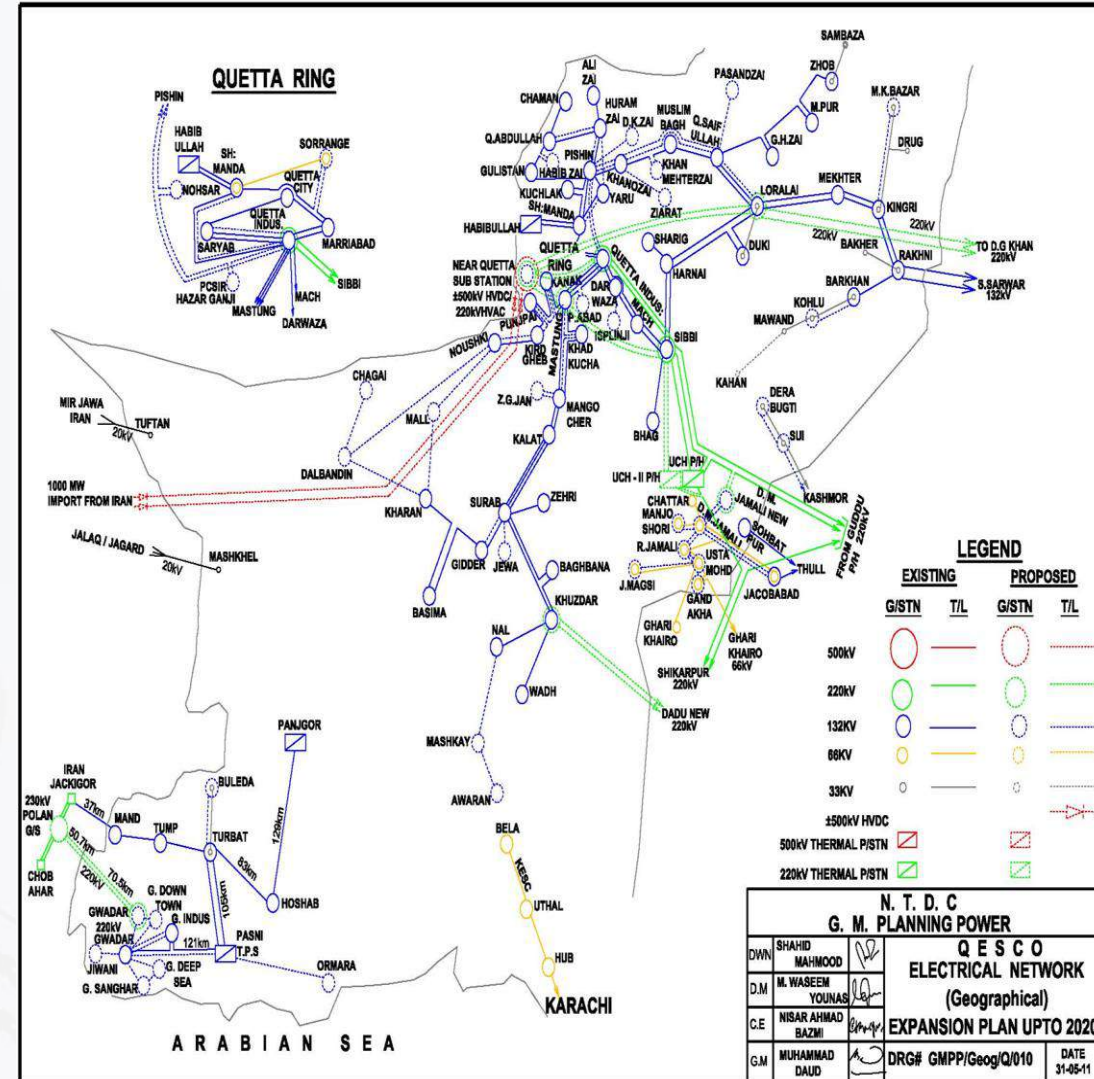 QUETTA RING
PISHIN
HABIB
ULLAH
SH:
MANDA
SORRANGE
NOHSAR
QUETTA
CITY
QUETTA
INDUS.
SARYAB
MARRIABAD
PCSIR
HAZAR GANJI
SIBBI
MACH
MASTUNG
DARWAZA
SAMBAZA
ZHOB
ALI
ZAI
CHAMAN
HURAM
ZAI
D.K.ZAI
MUSLIM
BAGH
Q.SAIF
ULLAH
PASANDZAI
M.PUR
M.K.BAZAR
Q.ABDULLAH
PISHIN
G.H.ZAI
DRUG
GULISTAN
HABIB ZAI
KHANOZAI
KHAN
MEHTERZAI
LORALAI
MEKHTER
KUCHLAK
YARU
ZIARAT
KINGRI
SH:MANDA
HABIBULLAH
QUETTA
RING
SHARIG
DUKI
HARNAI
220kV
220kV
TO D.G KHAN
220kV
BAKHER
RAKHNI
NEAR QUETTA
SUB STATION
±500kV HVDC
220kVHVAC
KANAK
QUETTA INDUS:
DAR
WAZA
MACH
S.SARWAR
132kV
BARKHAN
KOHLU
MAWAND
PUNJPAI
P.ABAD
ISPLINJI
SIBBI
NOUSHKI
KIRD
GHEB
MASTUNG
KHAD
KUCHA
KAHAN
CHAGAI
Z.G.JAN
MANGO
CHER
DERA
BUGTI
MIR JAWA
IRAN
20kV
TUFTAN
MALL
BHAG
SUI
KALAT
DALBANDIN
UCH P/H
UCH - II P/H
KASHMOR
1000 MW
IMPORT FROM IRAN
KHARAN
SURAB
ZEHRI
CHATTAR
MANJO
SHORI
D.M.JAMALI
D. M.
JAMALI NEW
SOHBAT
PUR
FROM GUDDU
P/H 220kV
JALAQ / JAGARD
20kV
MASHKHEL
GIDDER
JEWA
R.JAMALI
USTA
MOHD
THULL
BASIMA
BAGHBANA
J.MAGSI
GAND
AKHA
JACOBABAD
KHUZDAR
NAL
GHARI
KHAIRO
GHARI
KHAIRO
66kV
SHIKARPUR
220kV
WADH
DADU NEW
220kV
MASHKAY
AWARAN
PANJGOR
IRAN
JACKIGOR
BULEDA
230kV
POLAN
G/S
37km
MAND
TUMP
TURBAT
129km
50.7km
70.5km
220kV
83km
109km
HOSHAB
CHOB
AHAR
GWADAR
220kV
G. DOWN
TOWN
G. INDUS
GWADAR
121km
PASNI
T.P.S
JIWANI
G. DEEP
SEA
G. SANGHAR
ORMARA
BELA
KESC
UTHAL
HUB
KARACHI
ARABIAN SEA
LEGEND
EXISTING PROPOSED
G/STN T/L G/STN T/L
500kV
220kV
132KV
66KV
33KV
±500kV HVDC
500kV THERMAL P/STN
220kV THERMAL P/STN
N. T. D. C
G. M. PLANNING POWER
DWN SHAHID MAHMOOD
D.M M. WASEEM YOUNAS
C.E NISAR AHMAD BAZMI
G.M MUHAMMAD DAUD
Q E S C O
ELECTRICAL NETWORK
(Geographical)
EXPANSION PLAN UPTO 2020
DRG# GMPP/Geog/Q/010
DATE
31-05-11